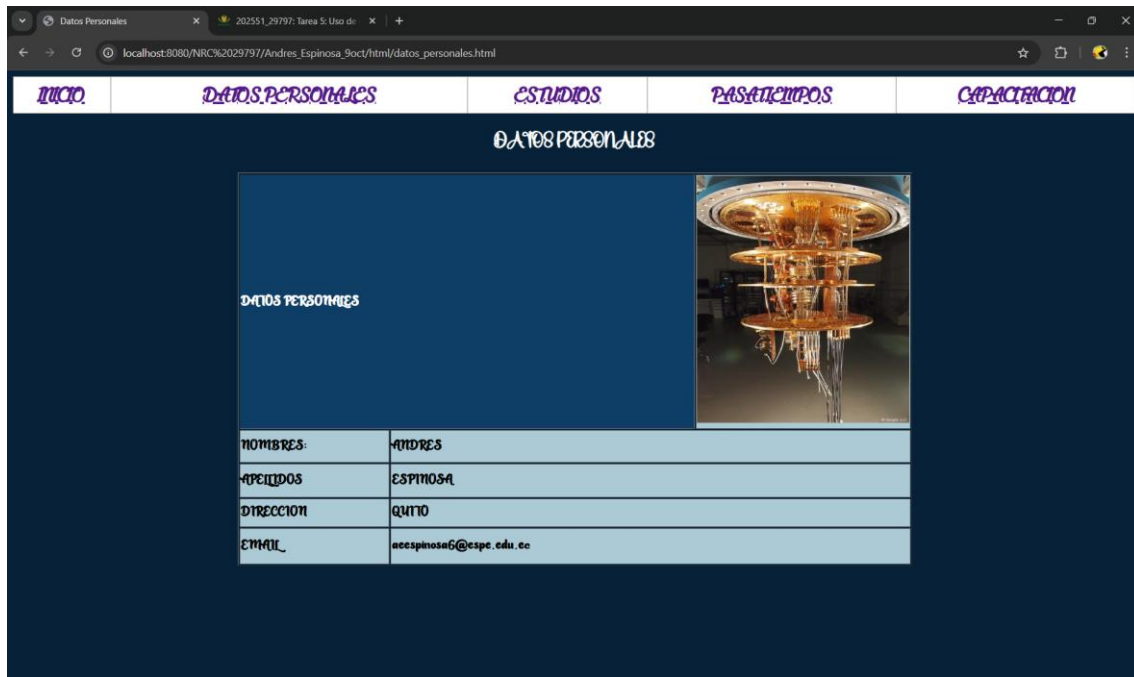 Datos Personales
202551_29797: Tarea 5: Uso de
localhost:8080/NRC%2029797/Andres_Espinosa_9oct/html/datos_personales.html
INICIO DATOS PERSONALES ESTUDIOS PASATIEMPOS CAPACITACION
DATOS PERSONALES
DATOS PERSONALES
NOMBRES: ANDRES
APELLIDOS ESPINOSA
DIRECCION QUITO
EMAIL aeespinosa6@espe.edu.ec